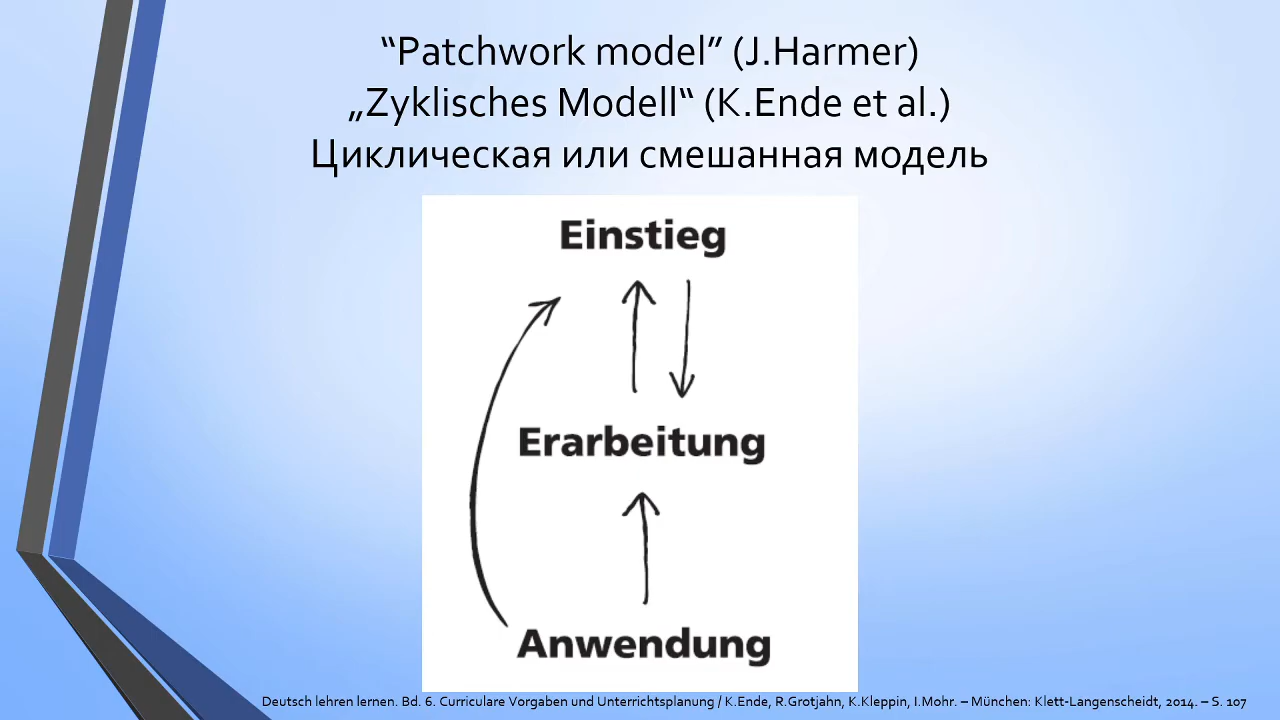 “Patchwork model” (J.Harmer)
„Zyklisches Modell“ (K.Ende et al.)
Циклическая или смешанная модель
Einstieg
Erarbeitung
Anwendung
Deutsch lehren lernen. Bd. 6. Curriculare Vorgaben und Unterrichtsplanung / K.Ende, R.Grotjahn, K.Kleppin, I.Mohr. – München: Klett-Langenscheidt, 2014. – S. 107